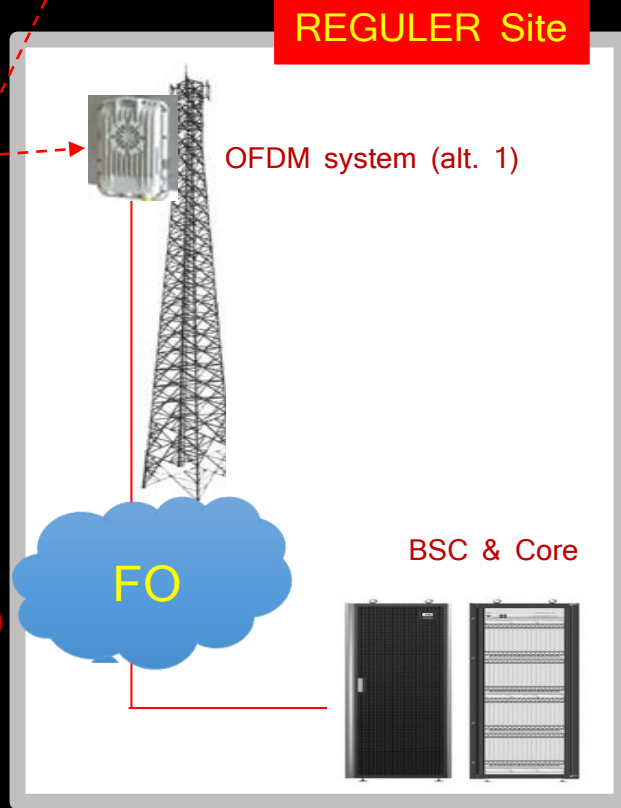 REGULER Site
OFDM system (alt. 1)
FO
BSC & Core